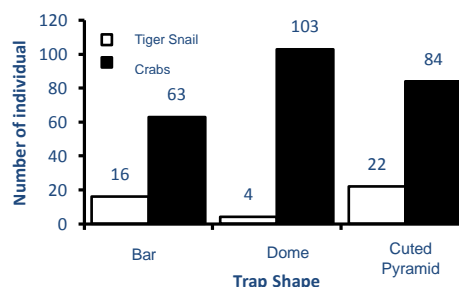 Number of individual
120
100
80
60
40
20
0
Tiger Snail
Crabs
16
63
4
103
22
84
Bar
Dome
Cuted
Pyramid
Trap Shape